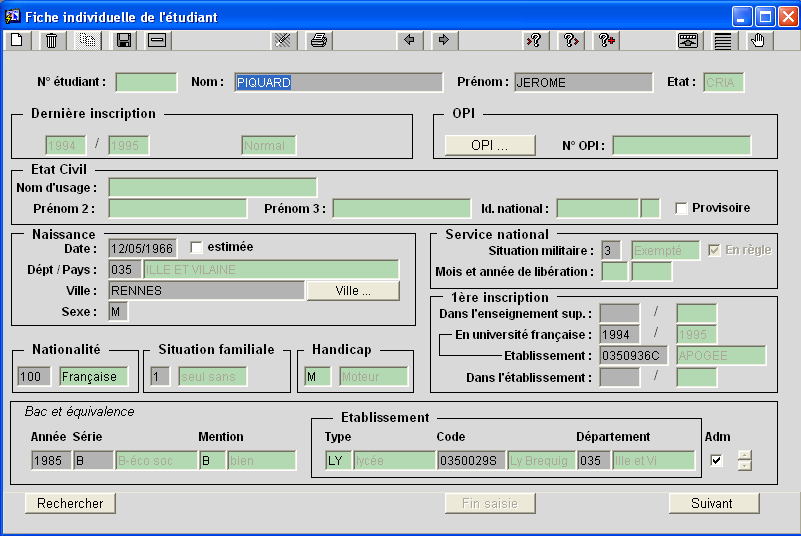 Fiche individuelle de l'étudiant
N° étudiant : Nom : PIQUARD Prénom : JEROME Etat : CRIA
Dernière inscription
1994 / 1995 Normal
OPI
OPI ... N° OPI :
Etat Civil
Nom d'usage :
Prénom 2 : Prénom 3 : Id. national : Provisoire
Naissance
Date : 12/05/1966 estimée
Dépt / Pays : 035 ILLE ET VILAINE
Ville : RENNES Ville ...
Sexe : M
Service national
Situation militaire : 3 Exempté En règle
Mois et année de libération :
1ère inscription
Dans l'enseignement sup. : /
En université française : 1994 / 1995
Etablissement : 0350936C APOGEE
Dans l'établissement : /
Nationalité
100 Française
Situation familiale
1 seul sans
Handicap
M Moteur
Bac et équivalence
Etablissement
Année Série Mention Type Code Département Adm
1985 B B-éco soc B bien LY lycée 0350029S Ly Brequig 035 Ille et Vi
Rechercher Fin saisie Suivant